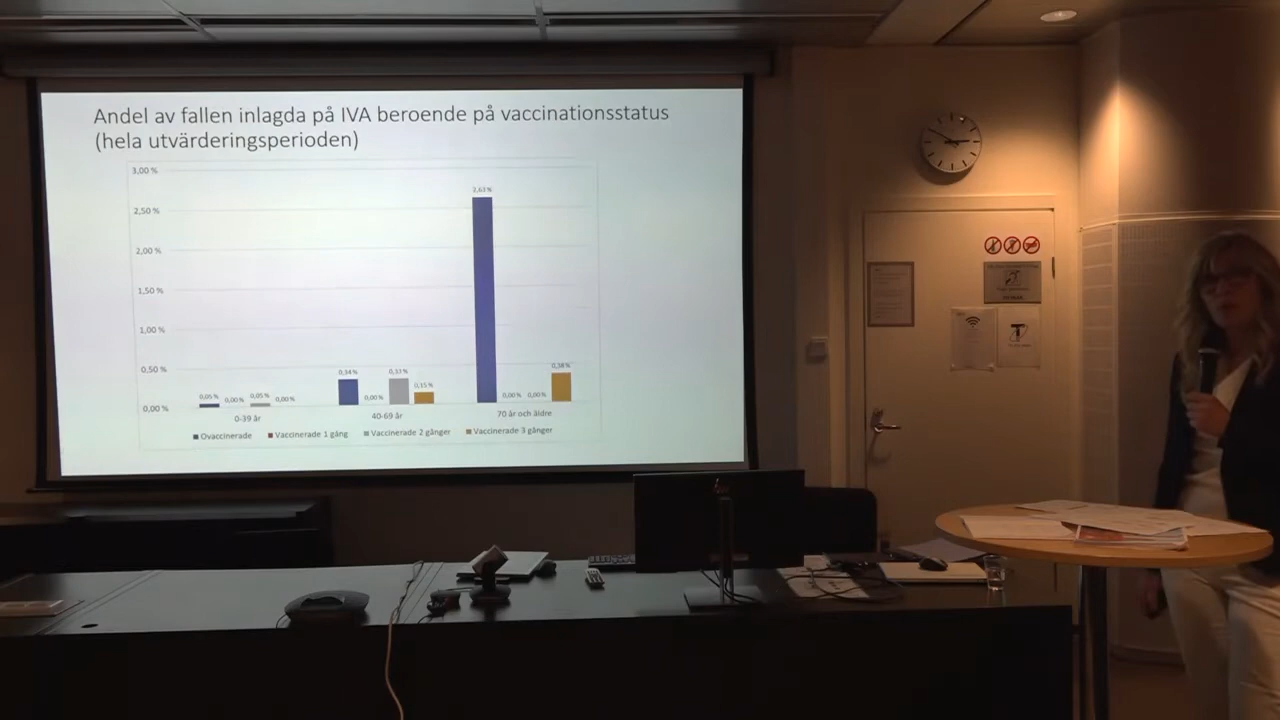 Andel av fallen inlagda på IVA beroende på vaccinationsstatus
(hela utvärderingsperioden)
3,00 %
2,50 %
2,00 %
1,50 %
1,00 %
0,50 %
0,00 %
0,05 %
0,00 %
0,05 %
0,00 %
0,34 %
0,00 %
0,33 %
0,15 %
2,63 %
0,00 %
0,00 %
0,38 %
0-39 år
40-69 år
70 år och äldre
Ovaccinerade
Vaccinerade 1 gång
Vaccinerade 2 gånger
Vaccinerade 3 gånger